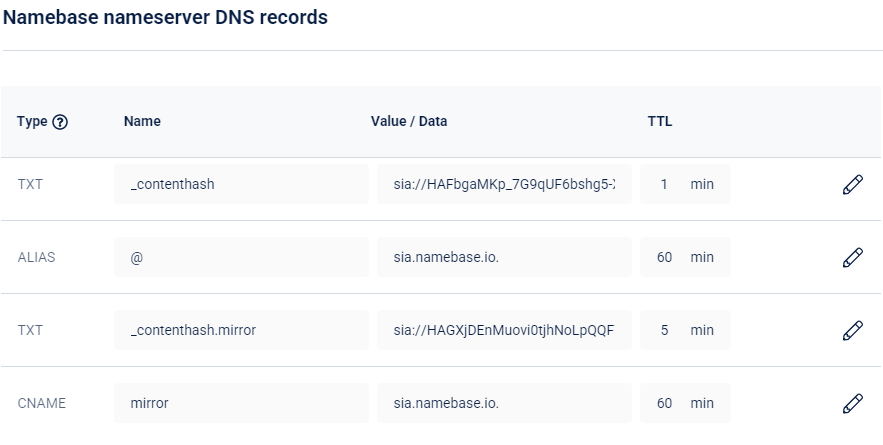 Namebase nameserver DNS records
Type ? Name Value / Data TTL
TXT _contenthash sia://HAFbgaMKp_7G9qUF6bshg5- 1 min
ALIAS @ sia.namebase.io. 60 min
TXT _contenthash.mirror sia://HAGXjDEnMuovi0tjhNoLpQQF 5 min
CNAME mirror sia.namebase.io. 60 min